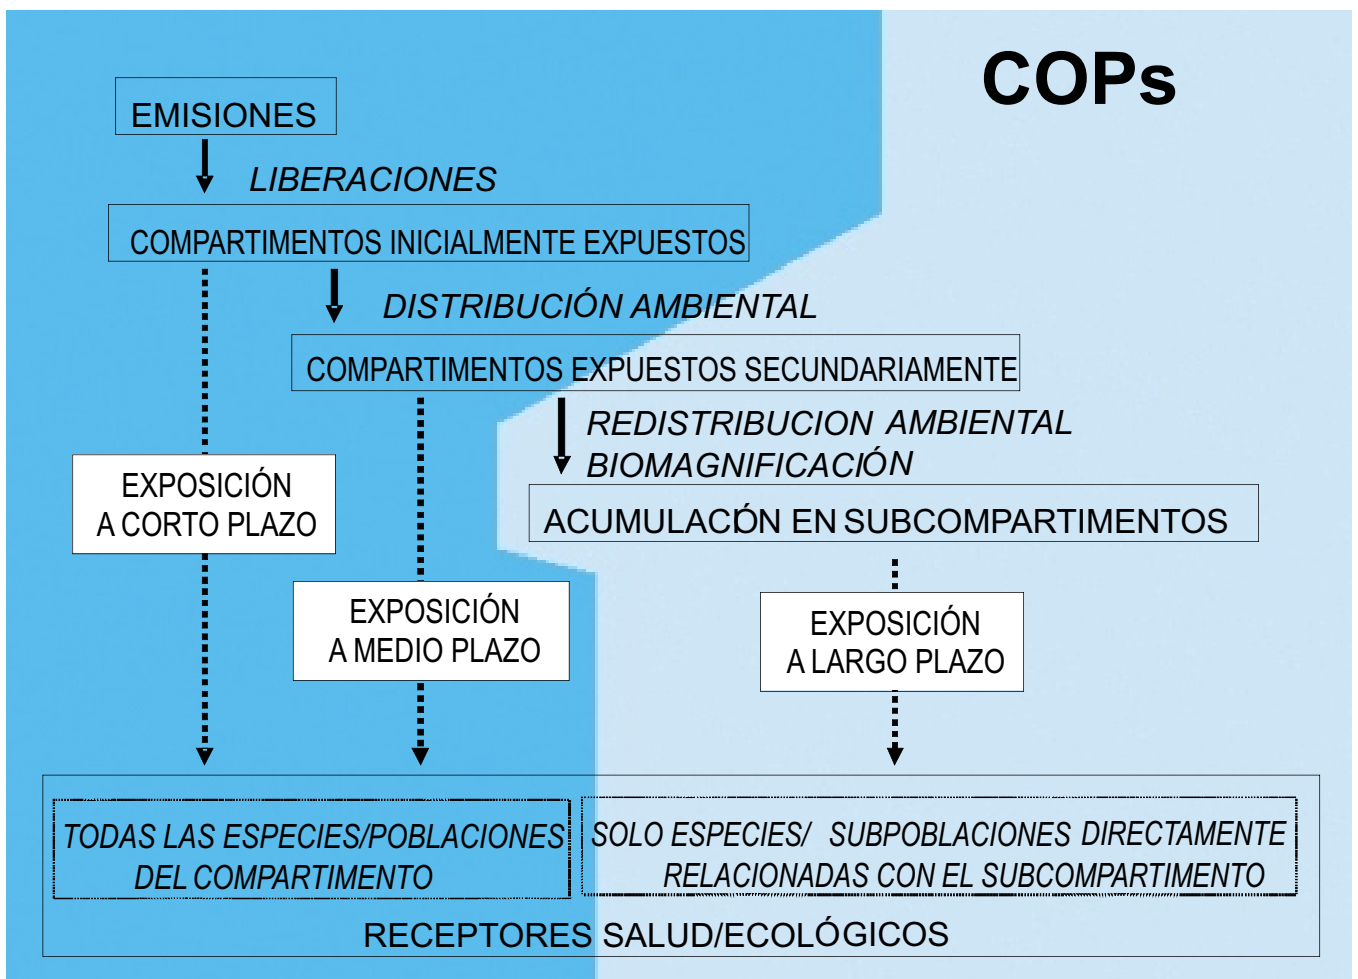 COPs
EMISIONES
LIBERACIONES
COMPARTIMENTOS INICIALMENTE EXPUESTOS
DISTRIBUCIÓN AMBIENTAL
COMPARTIMENTOS EXPUESTOS SECUNDARIAMENTE
REDISTRIBUCION AMBIENTAL
BIOMAGNIFICACIÓN
EXPOSICIÓN
A CORTO PLAZO
ACUMULACIÓN EN SUBCOMPARTIMENTOS
EXPOSICIÓN
A MEDIO PLAZO
EXPOSICIÓN
A LARGO PLAZO
TODAS LAS ESPECIES/POBLACIONES
DEL COMPARTIMENTO
SOLO ESPECIES/ SUBPOBLACIONES DIRECTAMENTE
RELACIONADAS CON EL SUBCOMPARTIMENTO
RECEPTORES SALUD/ECOLÓGICOS